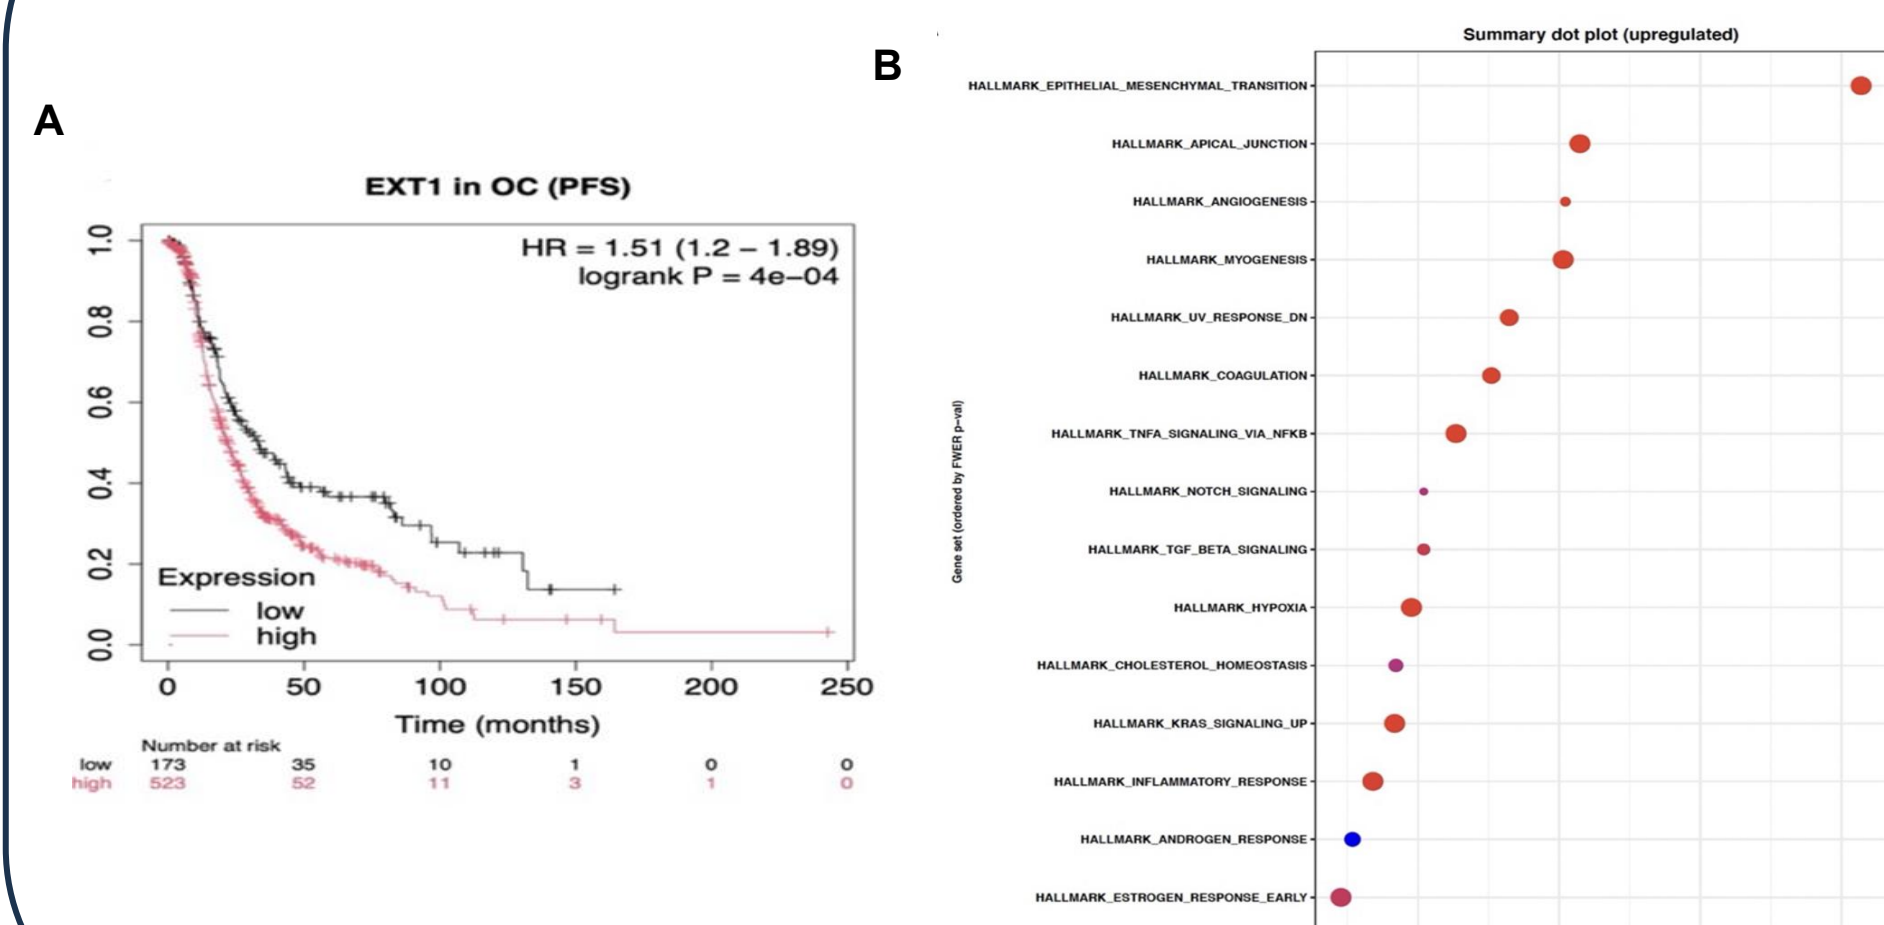 A
EXT1 in OC (PFS)
HR = 1.51 (1.2 – 1.89)
logrank P = 4e−04
1.0
0.8
0.6
0.4
0.2
0.0
Expression
low
high
0 50 100 150 200 250
Time (months)
Number at risk
low 173 35 10 1 0 0
high 523 52 11 3 1 0
B
Summary dot plot (upregulated)
Gene set (ordered by FWER p−val)
HALLMARK_EPITHELIAL_MESENCHYMAL_TRANSITION
HALLMARK_APICAL_JUNCTION
HALLMARK_ANGIOGENESIS
HALLMARK_MYOGENESIS
HALLMARK_UV_RESPONSE_DN
HALLMARK_COAGULATION
HALLMARK_TNFA_SIGNALING_VIA_NFKB
HALLMARK_NOTCH_SIGNALING
HALLMARK_TGF_BETA_SIGNALING
HALLMARK_HYPOXIA
HALLMARK_CHOLESTEROL_HOMEOSTASIS
HALLMARK_KRAS_SIGNALING_UP
HALLMARK_INFLAMMATORY_RESPONSE
HALLMARK_ANDROGEN_RESPONSE
HALLMARK_ESTROGEN_RESPONSE_EARLY